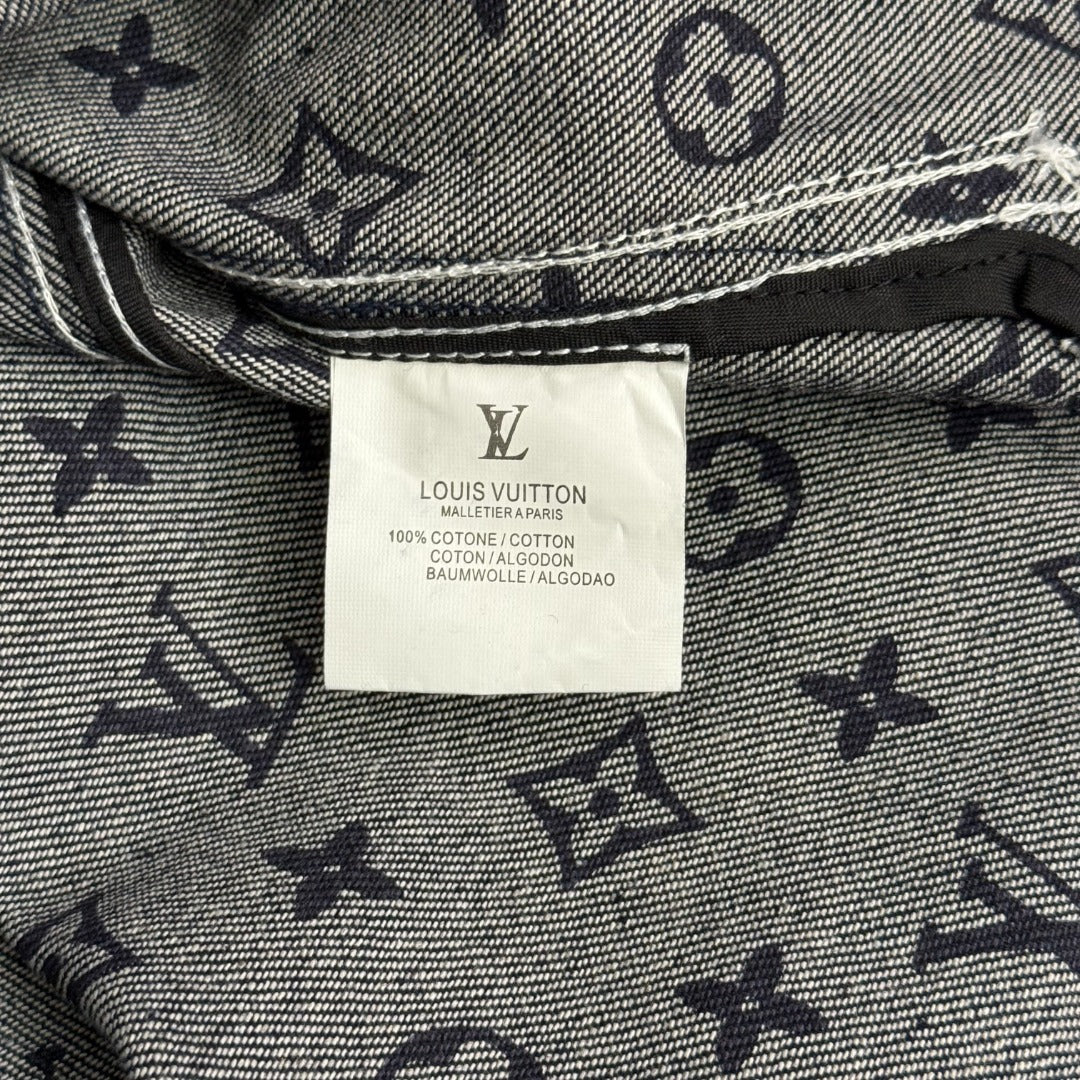 LV
LOUIS VUITTON
MALLETIER A PARIS
100% COTONE / COTTON
COTON / ALGODON
BAUMWOLLE / ALGODAO